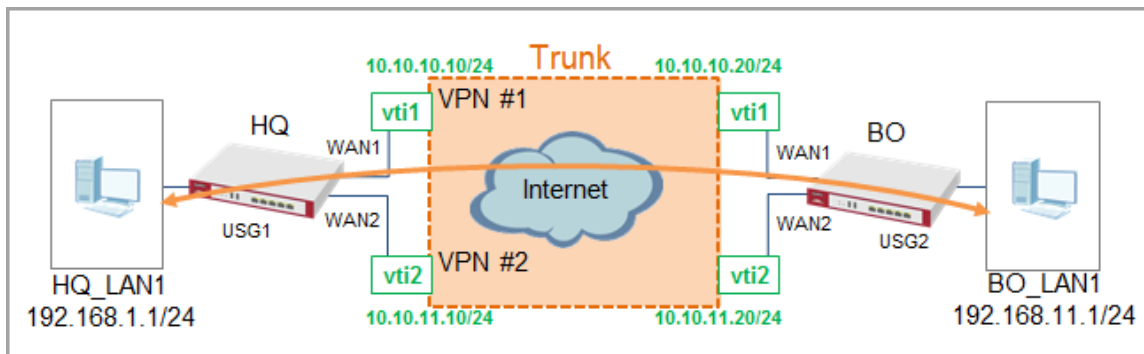 Trunk
10.10.10.10/24
10.10.10.20/24
vti1
VPN #1
vti1
HQ
BO
WAN1
WAN1
Internet
WAN2
WAN2
USG1
USG2
vti2
VPN #2
vti2
HQ_LAN1
BO_LAN1
192.168.1.1/24
10.10.11.10/24
10.10.11.20/24
192.168.11.1/24